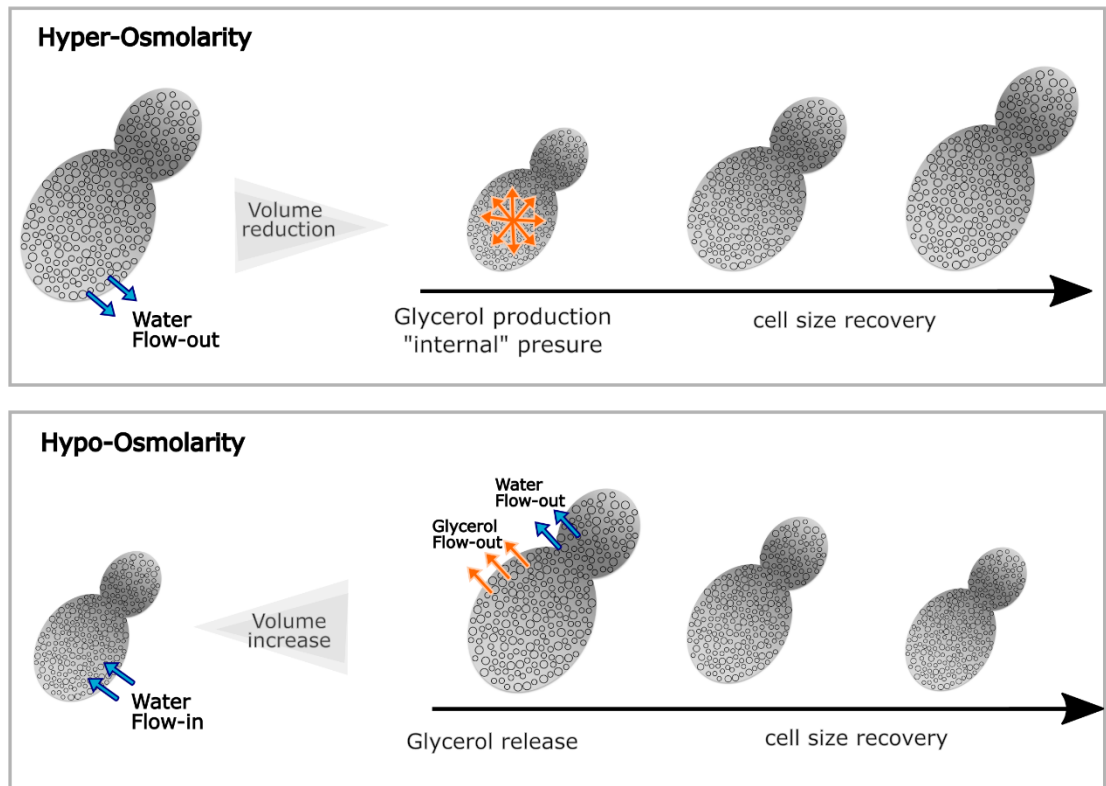 Hyper-Osmolarity
Volume
reduction
Water
Flow-out
Glycerol production
"internal" presure
cell size recovery
Hypo-Osmolarity
Water
Flow-out
Glycerol
Flow-out
Volume
increase
Water
Flow-in
Glycerol release
cell size recovery